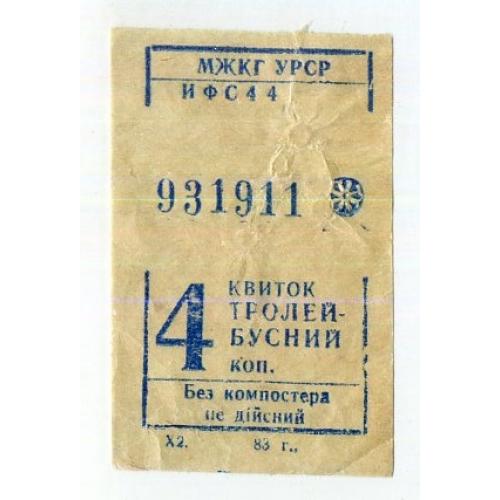 МЖКГ УРСР
ИФС44
931911
КВИТОК
4 ТРОЛЕЙ-
БУСНИЙ
КОП.
Без компостера
не дійсний
Х2. 83 г.,